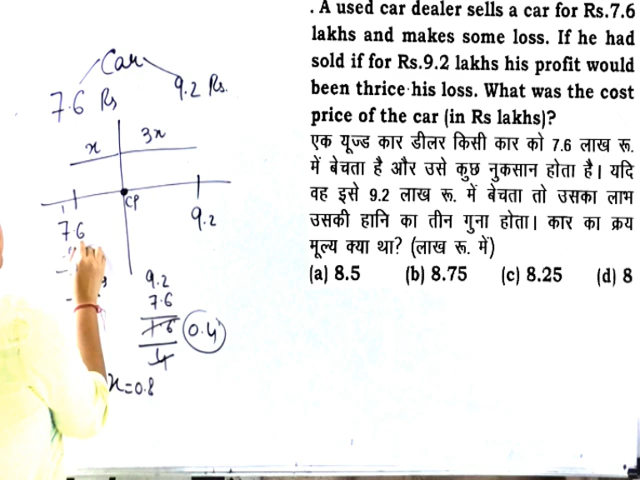 . A used car dealer sells a car for Rs.7.6
lakhs and makes some loss. If he had
sold if for Rs.9.2 lakhs his profit would
been thrice his loss. What was the cost
price of the car (in Rs lakhs)?
एक यूज्ड कार डीलर किसी कार को 7.6 लाख रू.
में बेचता है और उसे कुछ नुकसान होता है। यदि
वह इसे 9.2 लाख रू. में बेचता तो उसका लाभ
उसकी हानि का तीन गुना होता। कार का क्रय
मूल्य क्या था? (लाख रू. में)
(a) 8.5 (b) 8.75 (c) 8.25 (d) 8
Car
7.6 Rs 9.2 Rs.
x 3x
CP
7.6 9.2
9.2
7.6
1.6 0.4
4
x=0.8